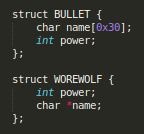 struct BULLET {
    char name[0x30];
    int power;
};

struct WOREWOLF {
    int power;
    char *name;
};